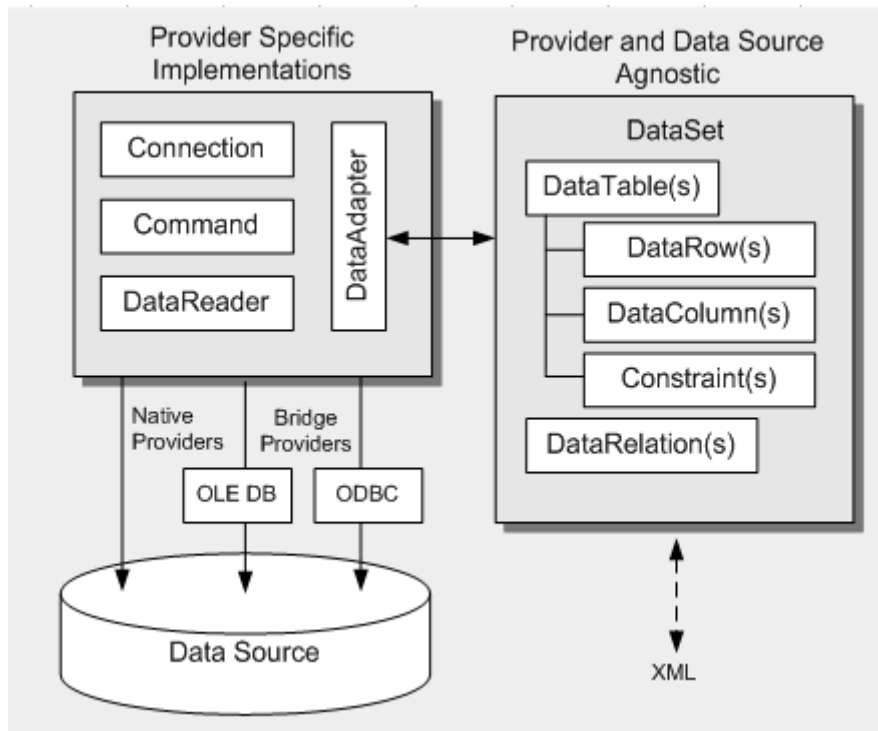 Provider Specific
Implementations
Connection
Command
DataReader
DataAdapter
Native
Providers
Bridge
Providers
OLE DB
ODBC
Data Source
Provider and Data Source
Agnostic
DataSet
DataTable(s)
DataRow(s)
DataColumn(s)
Constraint(s)
DataRelation(s)
XML